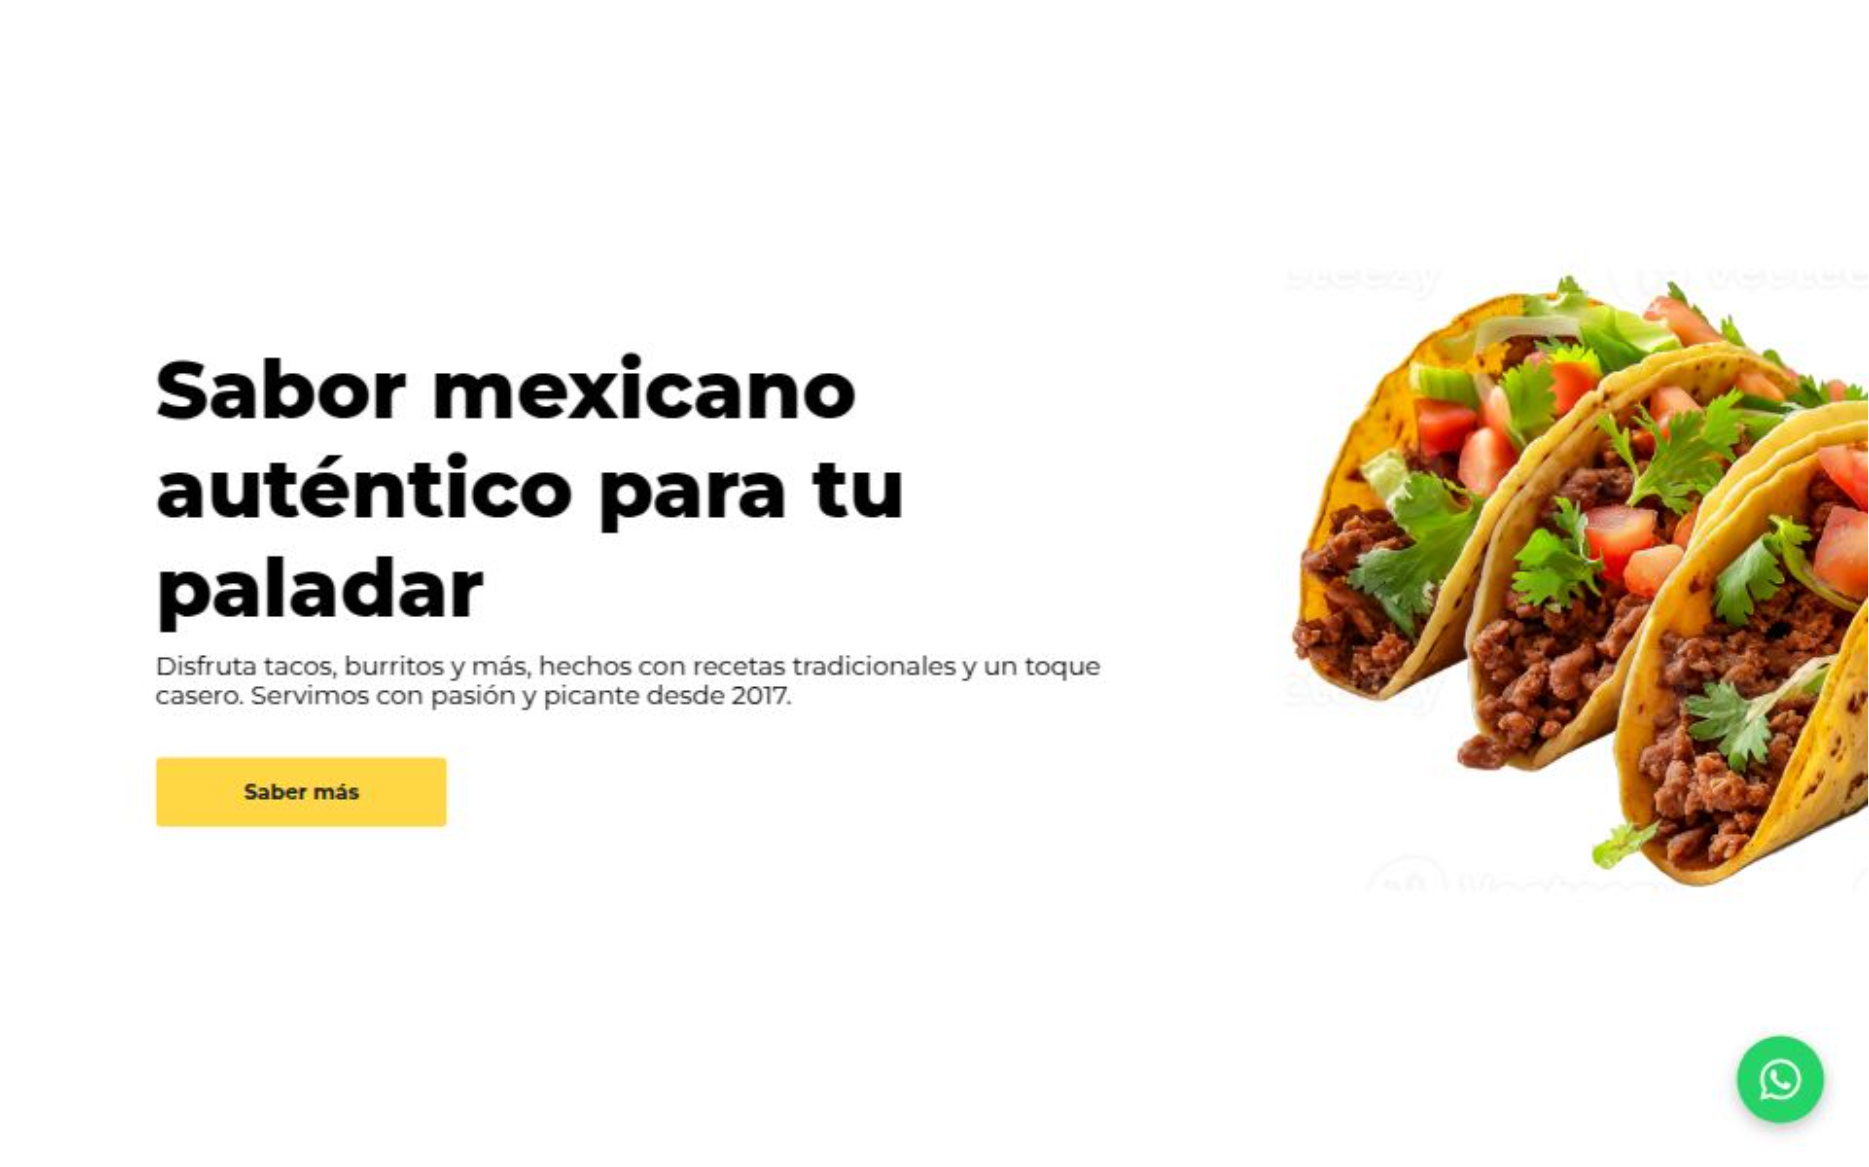 Sabor mexicano
auténtico para tu
paladar
Disfruta tacos, burritos y más, hechos con recetas tradicionales y un toque
casero. Servimos con pasión y picante desde 2017.
Saber más